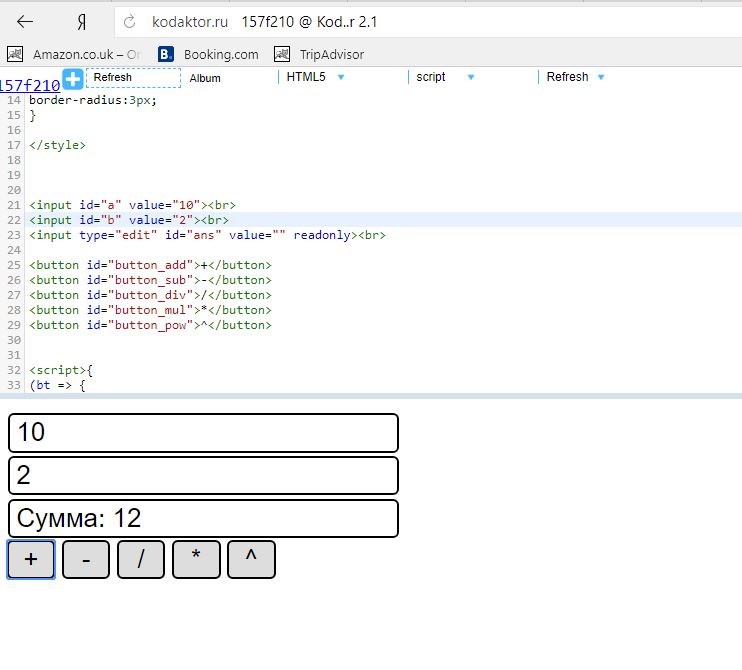 Я kodaktor.ru 157f210 @ Kod..r 2.1
Amazon.co.uk – Or B. Booking.com TripAdvisor
157f210 Refresh Album HTML5 script Refresh
14 border-radius:3px;
15 }
16
17 </style>
18
19
20
21 <input id="a" value="10"><br>
22 <input id="b" value="2"><br>
23 <input type="edit" id="ans" value="" readonly><br>
24
25 <button id="button_add">+</button>
26 <button id="button_sub">-</button>
27 <button id="button_div">/</button>
28 <button id="button_mul">*</button>
29 <button id="button_pow">^</button>
30
31
32 <script>{
33 (bt => {
10
2
Сумма: 12
+ - / * ^